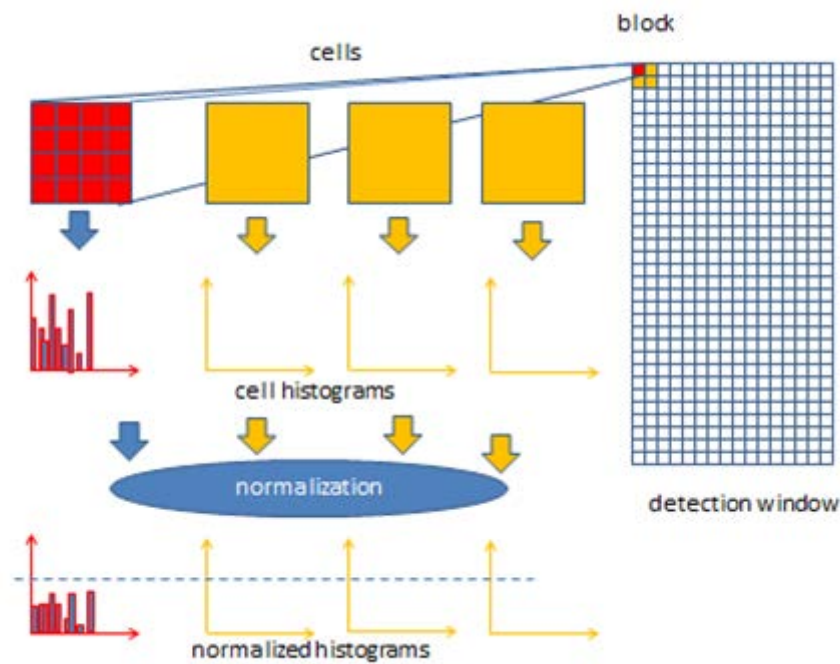 block
cells
cell histograms
normalization
detection window
normalized histograms